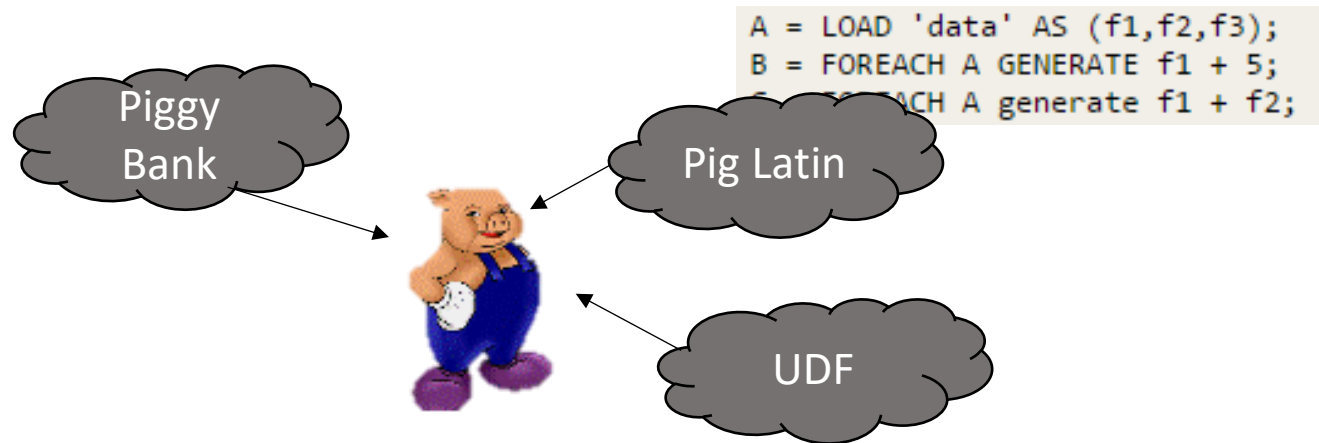 A = LOAD 'data' AS (f1,f2,f3);
B = FOREACH A GENERATE f1 + 5;
A generate f1 + f2;
Piggy
Bank
Pig Latin
UDF